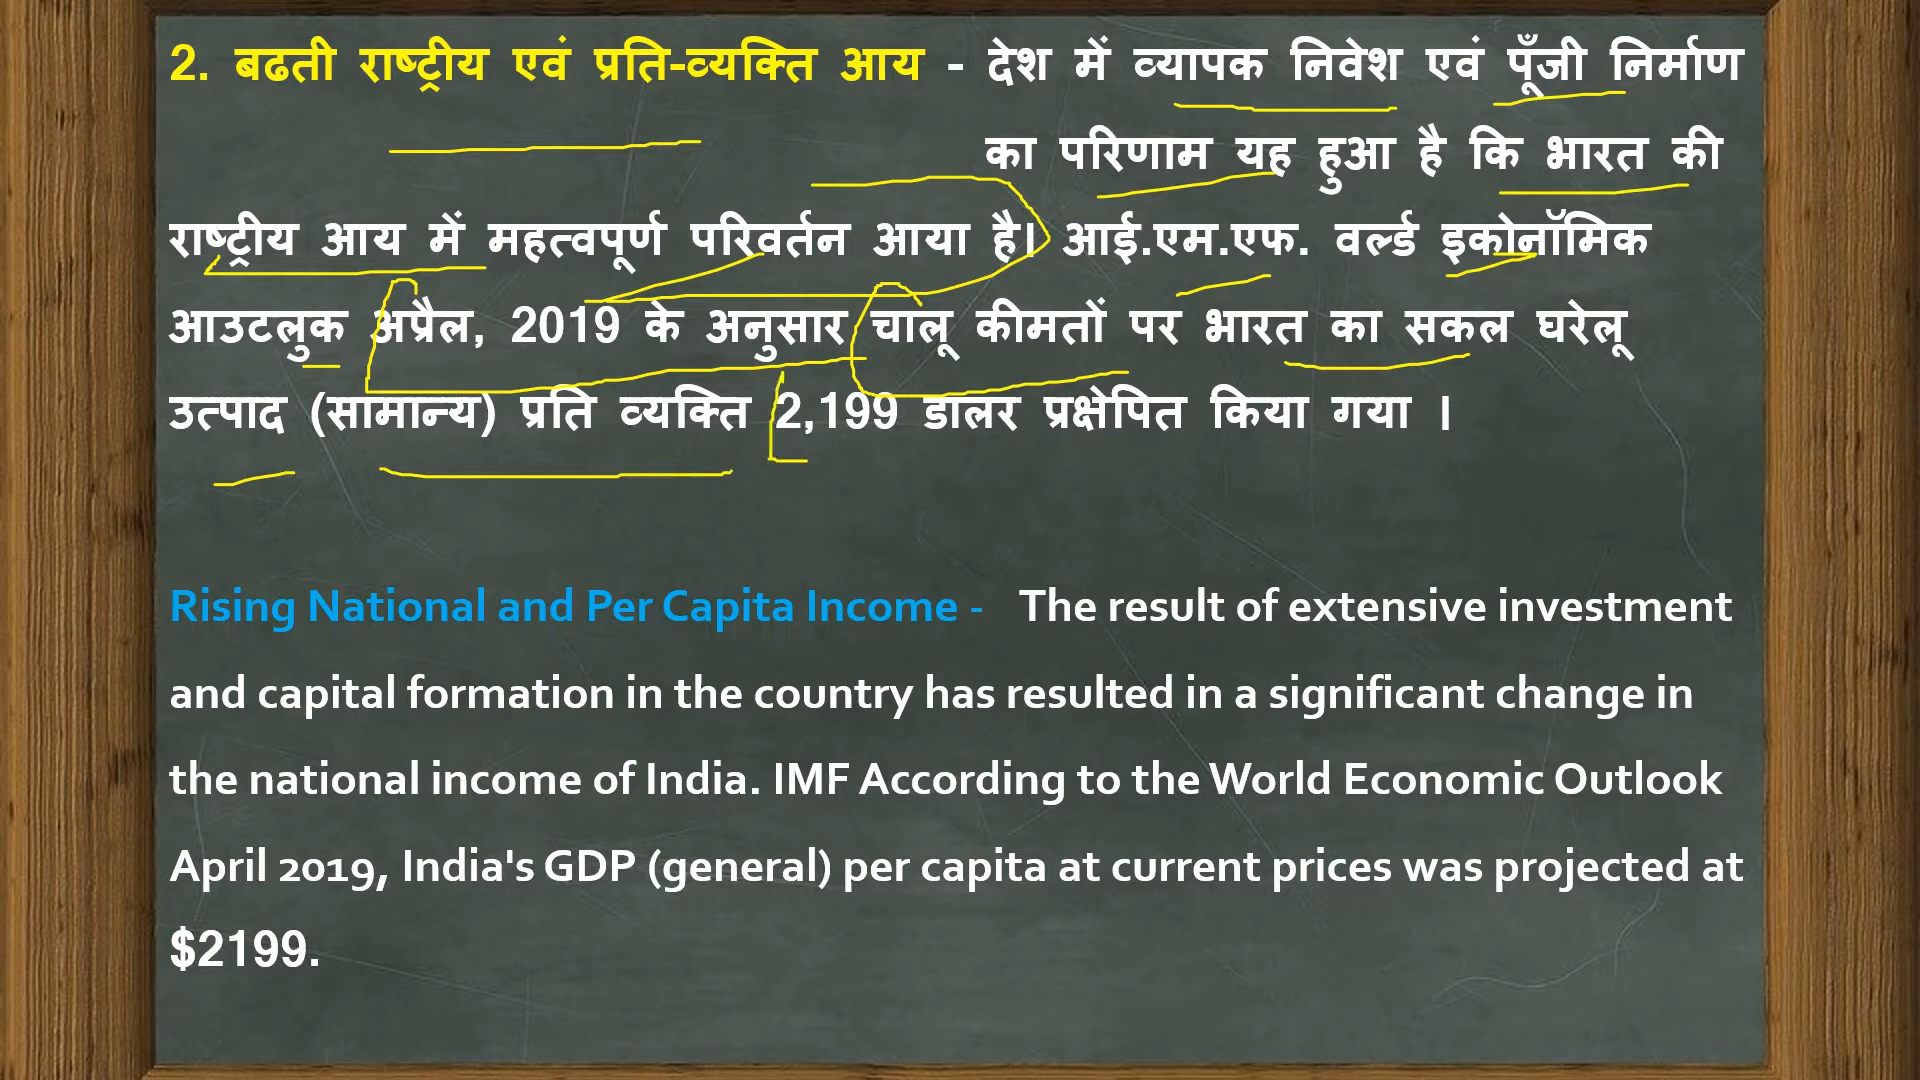 2. बढती राष्ट्रीय एवं प्रति-व्यक्ति आय - देश में व्यापक निवेश एवं पूँजी निर्माण
का परिणाम यह हुआ है कि भारत की
राष्ट्रीय आय में महत्वपूर्ण परिवर्तन आया है। आई.एम.एफ. वर्ल्ड इकोनॉमिक
आउटलुक अप्रैल, 2019 के अनुसार चालू कीमतों पर भारत का सकल घरेलू
उत्पाद (सामान्य) प्रति व्यक्ति 2,199 डालर प्रक्षेपित किया गया ।
Rising National and Per Capita Income - The result of extensive investment
and capital formation in the country has resulted in a significant change in
the national income of India. IMF According to the World Economic Outlook
April 2019, India's GDP (general) per capita at current prices was projected at
$2199.